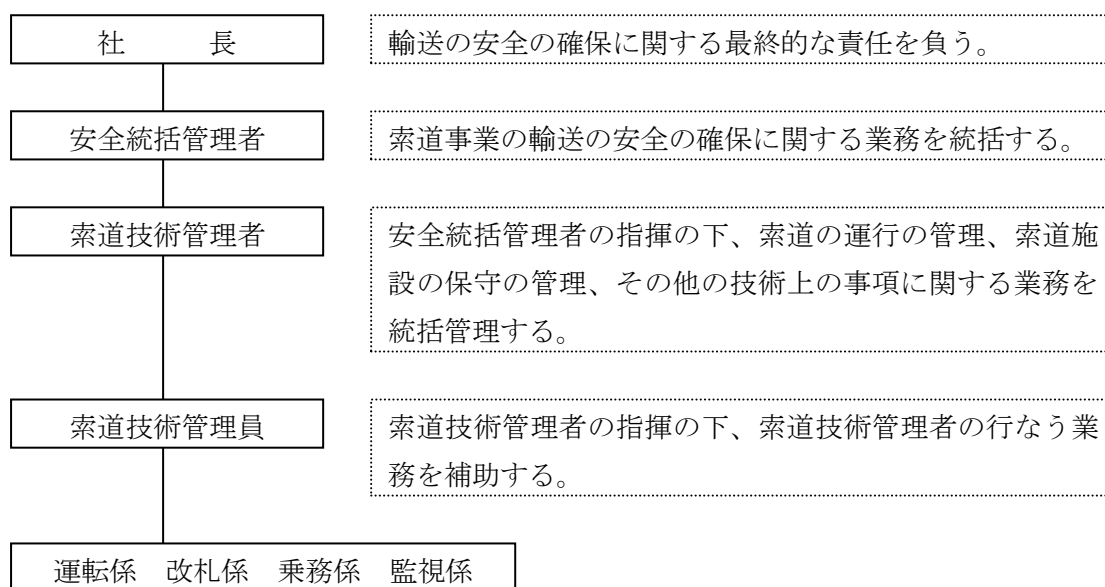 社　　長
輸送の安全の確保に関する最終的な責任を負う。
安全統括管理者
索道事業の輸送の安全の確保に関する業務を統括する。
索道技術管理者
安全統括管理者の指揮の下、索道の運行の管理、索道施
設の保守の管理、その他の技術上の事項に関する業務を
統括管理する。
索道技術管理員
索道技術管理者の指揮の下、索道技術管理者の行なう業
務を補助する。
運転係　改札係　乗務係　監視係